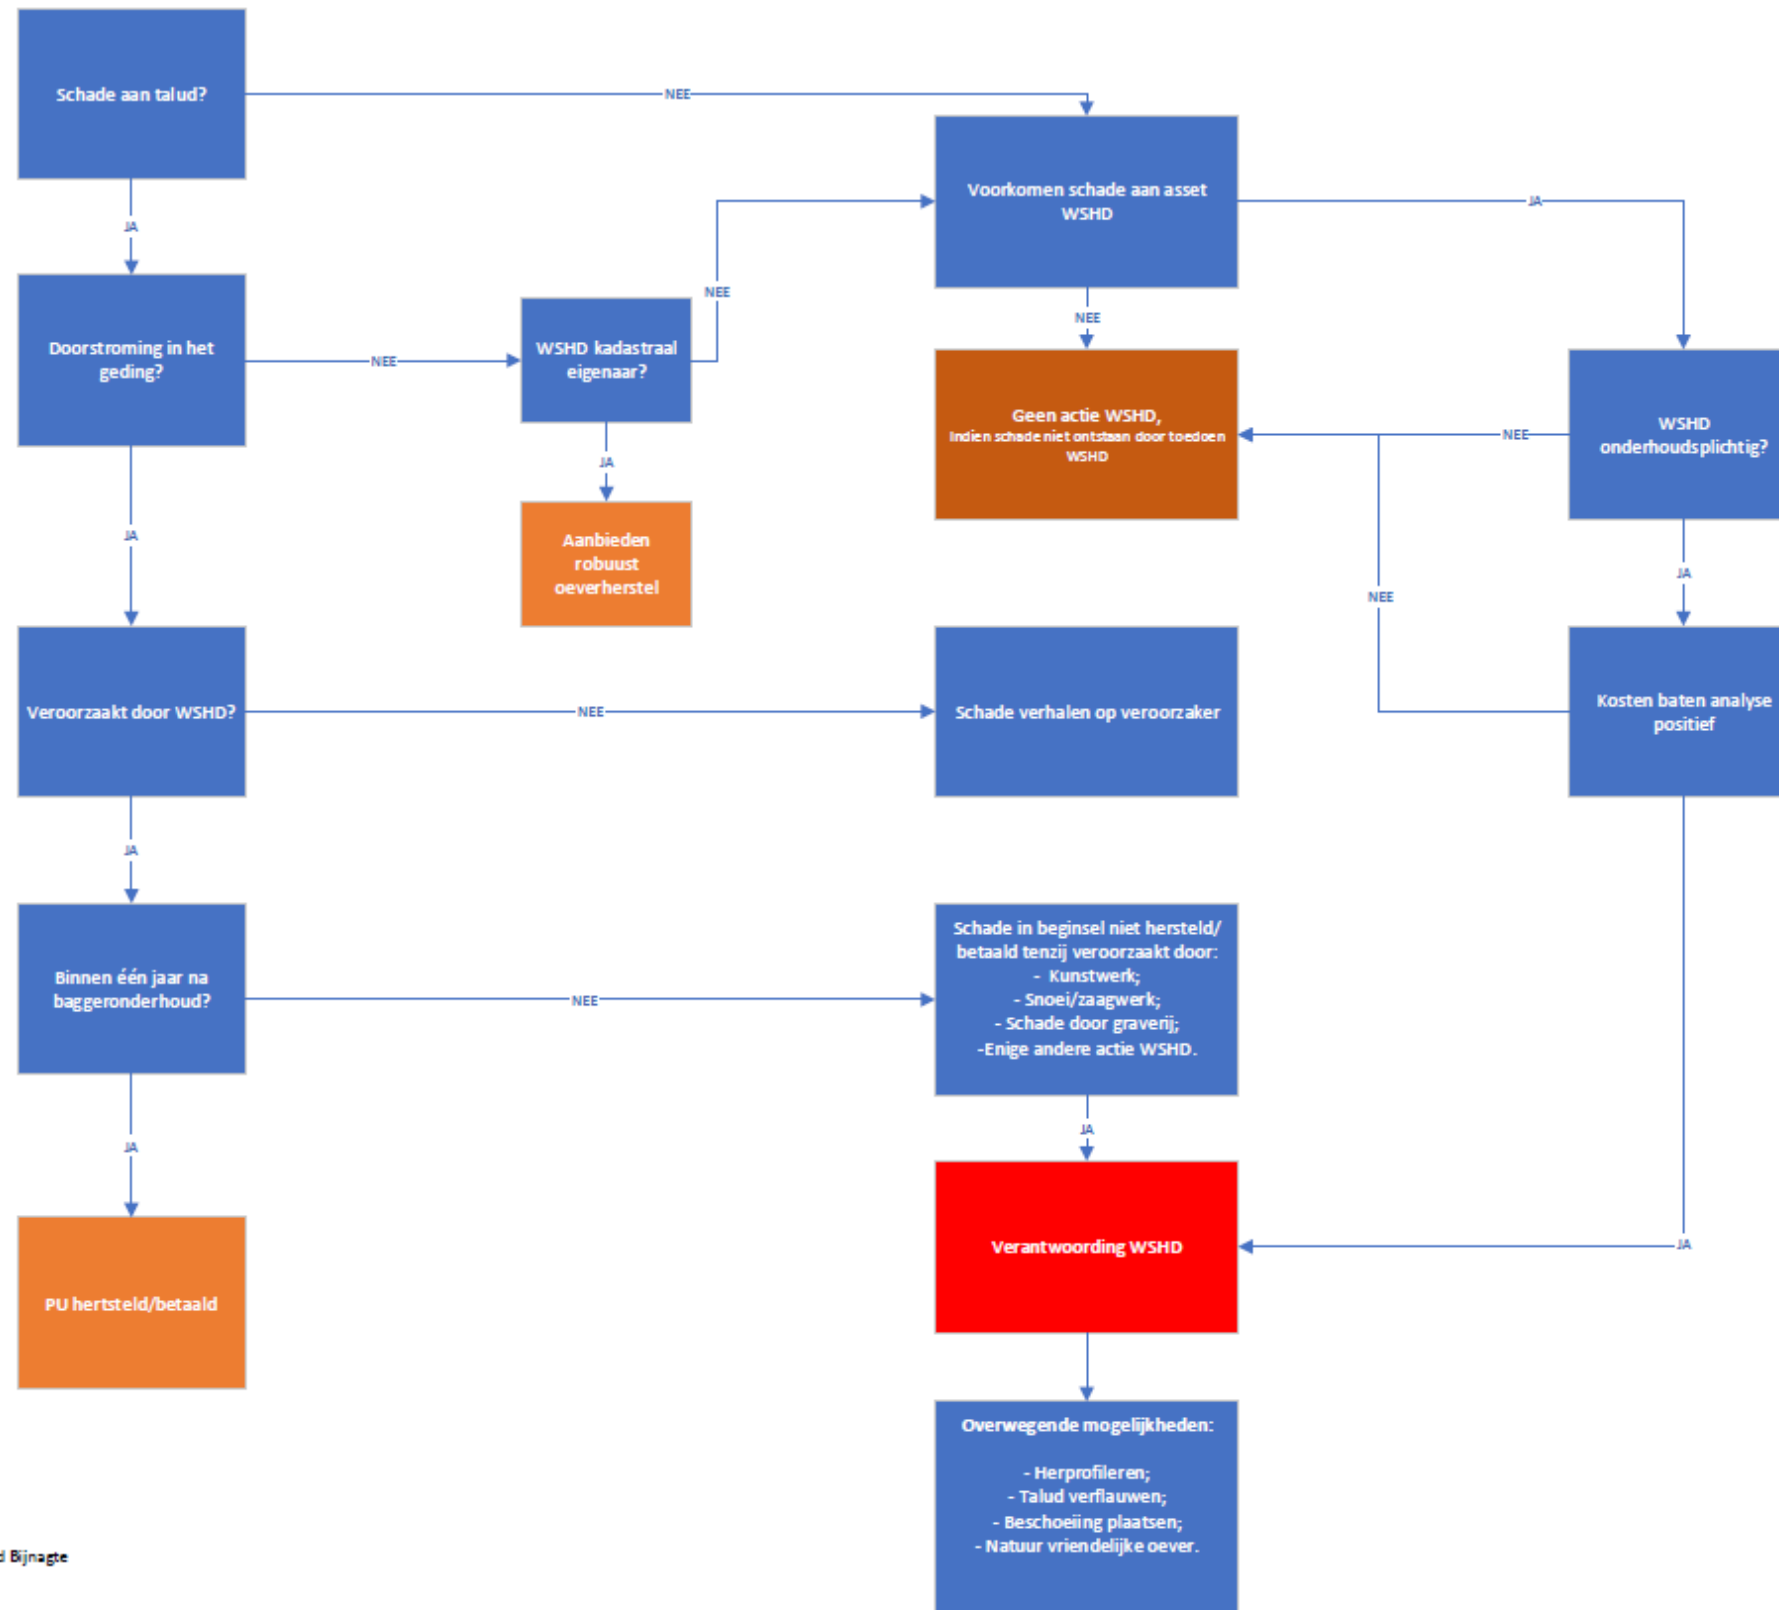 Schade aan talud?
NEE
JA
Voorkomen schade aan asset
WSHD
JA
NEE
Doorstroming in het
geding?
NEE
WSHD kadastraal
eigenaar?
NEE
JA
Geen actie WSHD,
Indien schade niet ontstaan door toedoen
WSHD
NEE
WSHD
onderhoudsplichtig?
JA
JA
Aanbieden
robuust
oeverherstel
NEE
Veroorzaakt door WSHD?
NEE
Schade verhalen op veroorzaker
Kosten baten analyse
positief
JA
Binnen één jaar na
baggeronderhoud?
NEE
Schade in beginsel niet hersteld/
betaald tenzij veroorzaakt door:
- Kunstwerk;
- Snoei/zaagwerk;
- Schade door graverij;
-Enige andere actie WSHD.
JA
JA
Verantwoording WSHD
JA
PU hertsteld/betaald
Overwegende mogelijkheden:
- Herprofileren;
- Talud verflauwen;
- Beschoeiing plaatsen;
- Natuur vriendelijke oever.
d Bijnagte